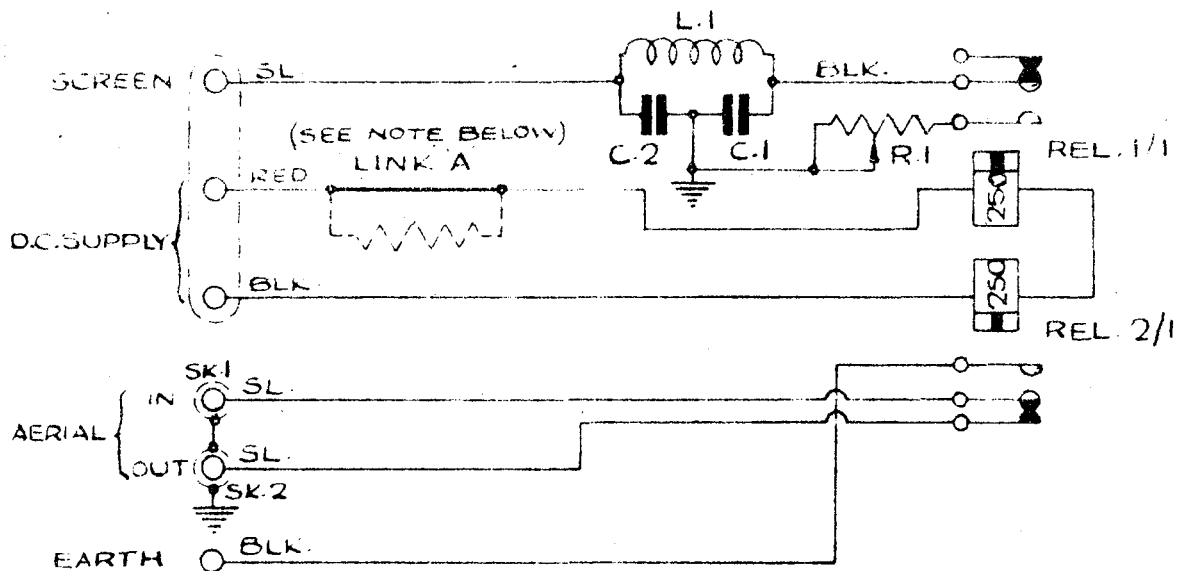 L.1
SCREEN
SL.
BLK.
(SEE NOTE BELOW)
LINK A
C.2
C.1
R.1
REL. 1/1
RED
250
D.C. SUPPLY
BLK.
250
REL. 2/1
SK.1
IN
SL.
AERIAL
OUT
SL.
SK.2
EARTH
BLK.